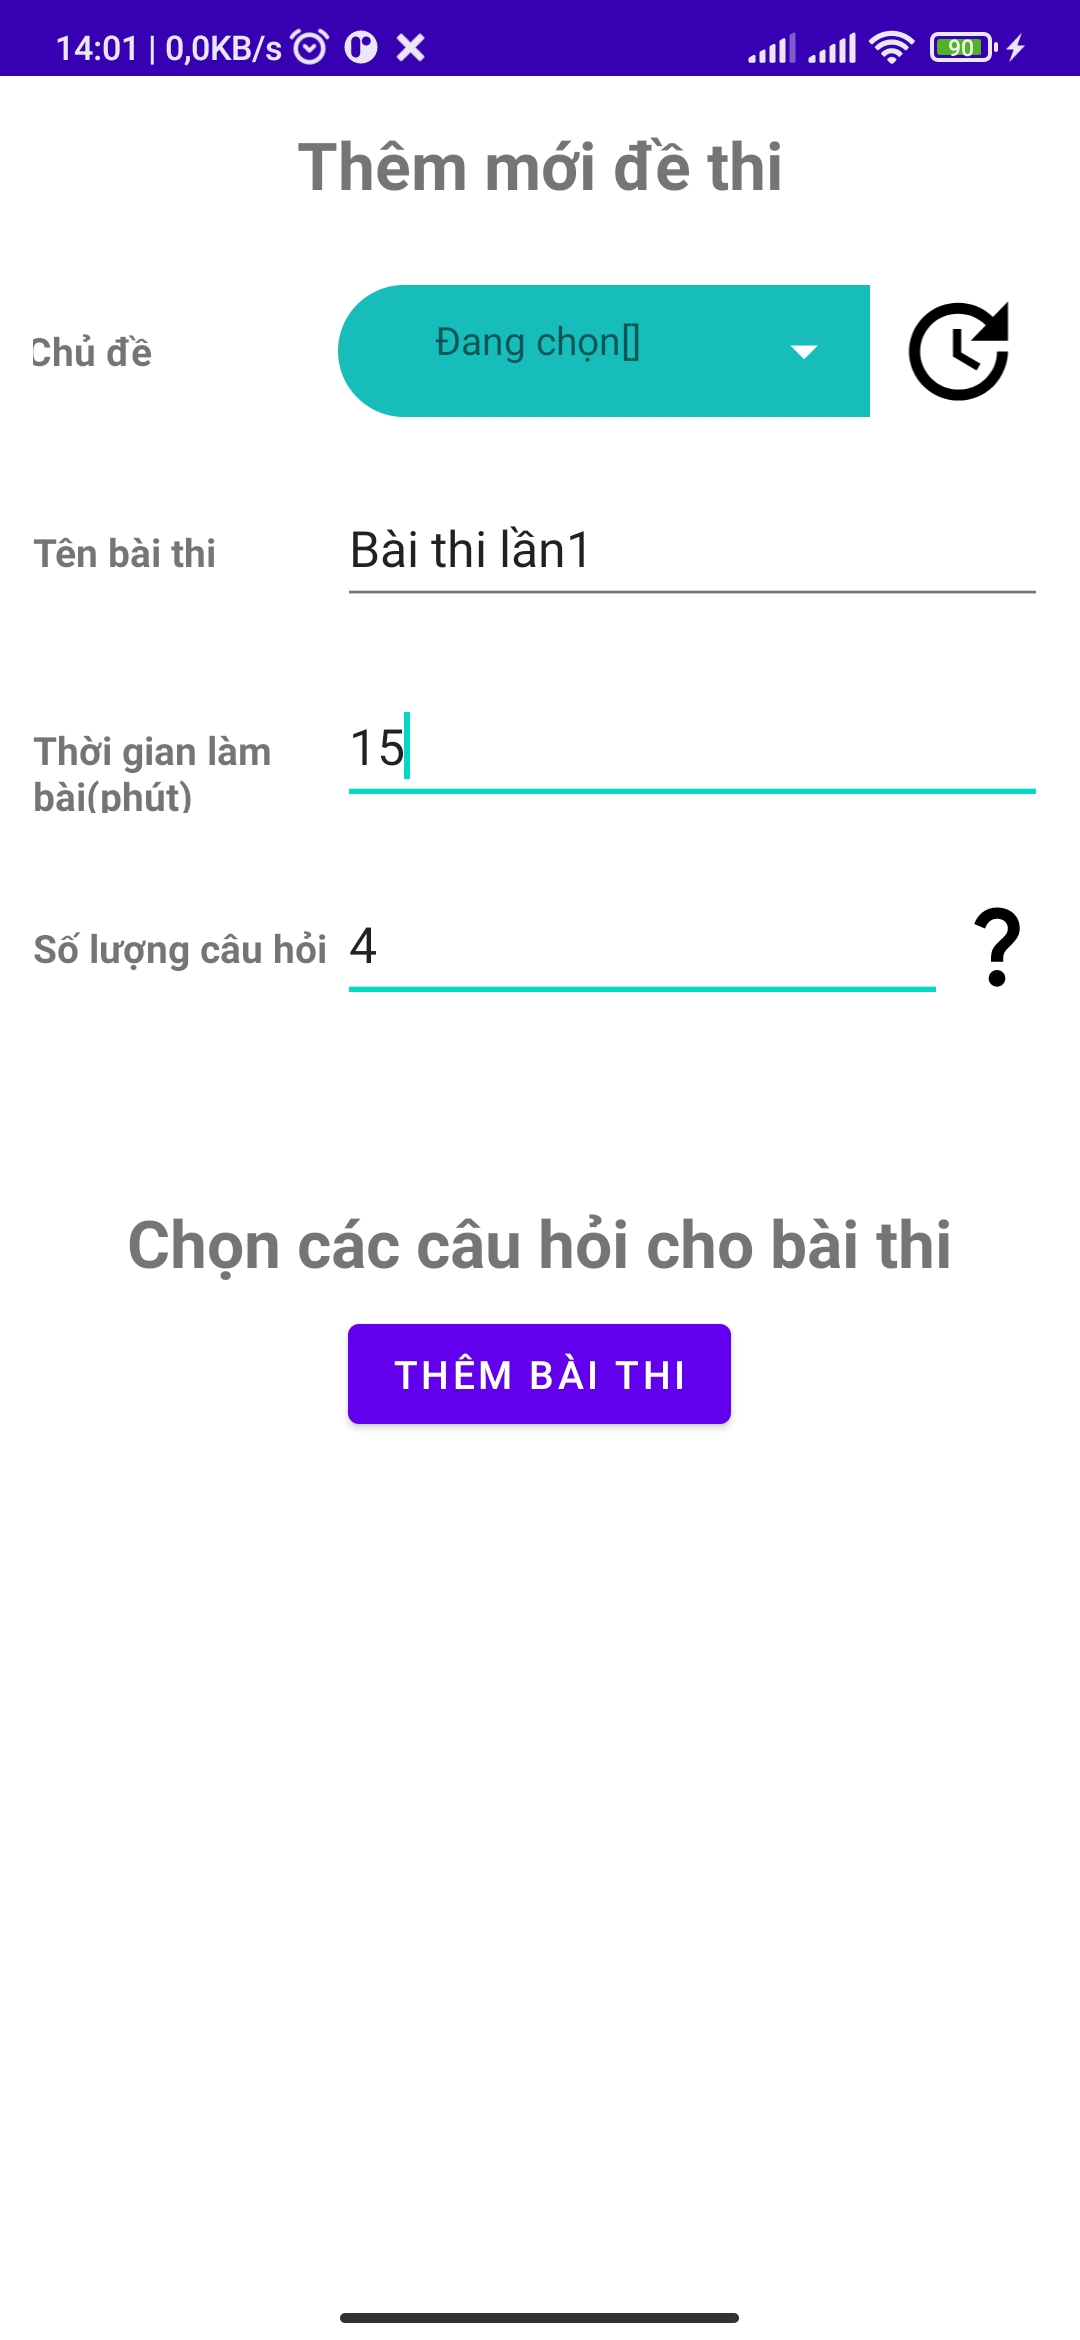 14:01 | 0,0KB/s
90
Thêm mới đề thi
Chủ đề
Đang chọn[]
Tên bài thi
Bài thi lần1
Thời gian làm
bài(phút)
15
Số lượng câu hỏi
4
?
Chọn các câu hỏi cho bài thi
THÊM BÀI THI